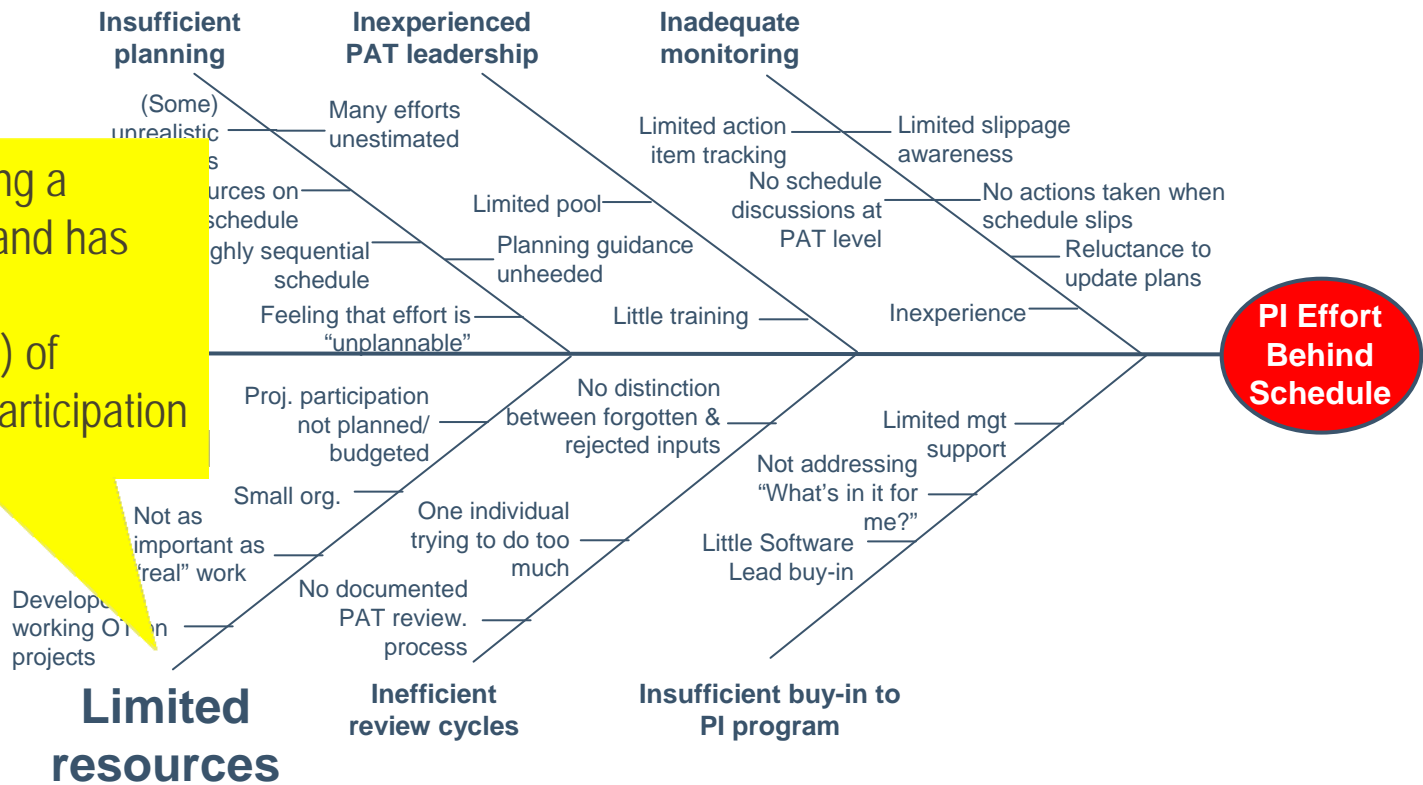 Insufficient
planning
Inexperienced
PAT leadership
Inadequate
monitoring
(Some)
unrealistic
Many efforts
unestimated
schedule
sequential
schedule
Feeling that effort is
“unplannable”
Limited pool
Planning guidance
unheeded
Little training
Limited action
item tracking
No schedule
discussions at
PAT level
Limited slippage
awareness
No actions taken when
schedule slips
Reluctance to
update plans
Inexperience
PI Effort
Behind
Schedule
a
and has
) of
articipation
Proj. participation
not planned/
budgeted
Small org.
Not as
important as
“real” work
working OT on
projects
No distinction
between forgotten &
rejected inputs
One individual
trying to do too
much
No documented
PAT review.
process
Limited mgt
support
Not addressing
“What’s in it for
me?”
Little Software
Lead buy-in
Limited
resources
Inefficient
review cycles
Insufficient buy-in to
PI program